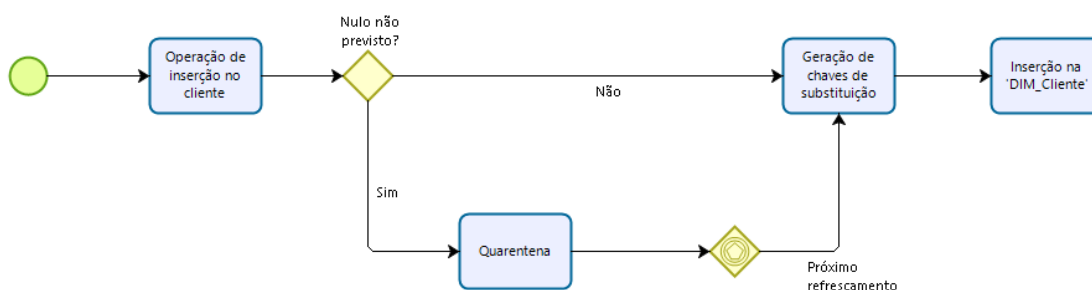 Nulo não
previsto?
Operação de
inserção no
cliente
Geração de
chaves de
substituição
Inserção na
'DIM_Cliente'
Não
Sim
Quarentena
Próximo
refrescamento